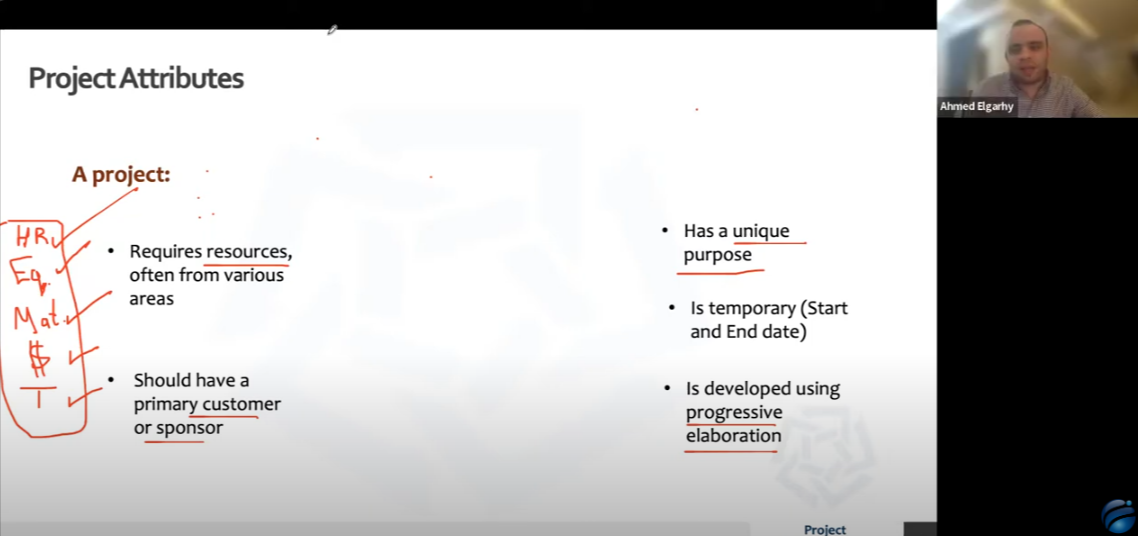 Project Attributes
Ahmed Elgarhy
A project:
HR
Eq.
Mat.
$
T
• Requires resources,
often from various
areas
• Should have a
primary customer
or sponsor
• Has a unique
purpose
• Is temporary (Start
and End date)
• Is developed using
progressive
elaboration
Project